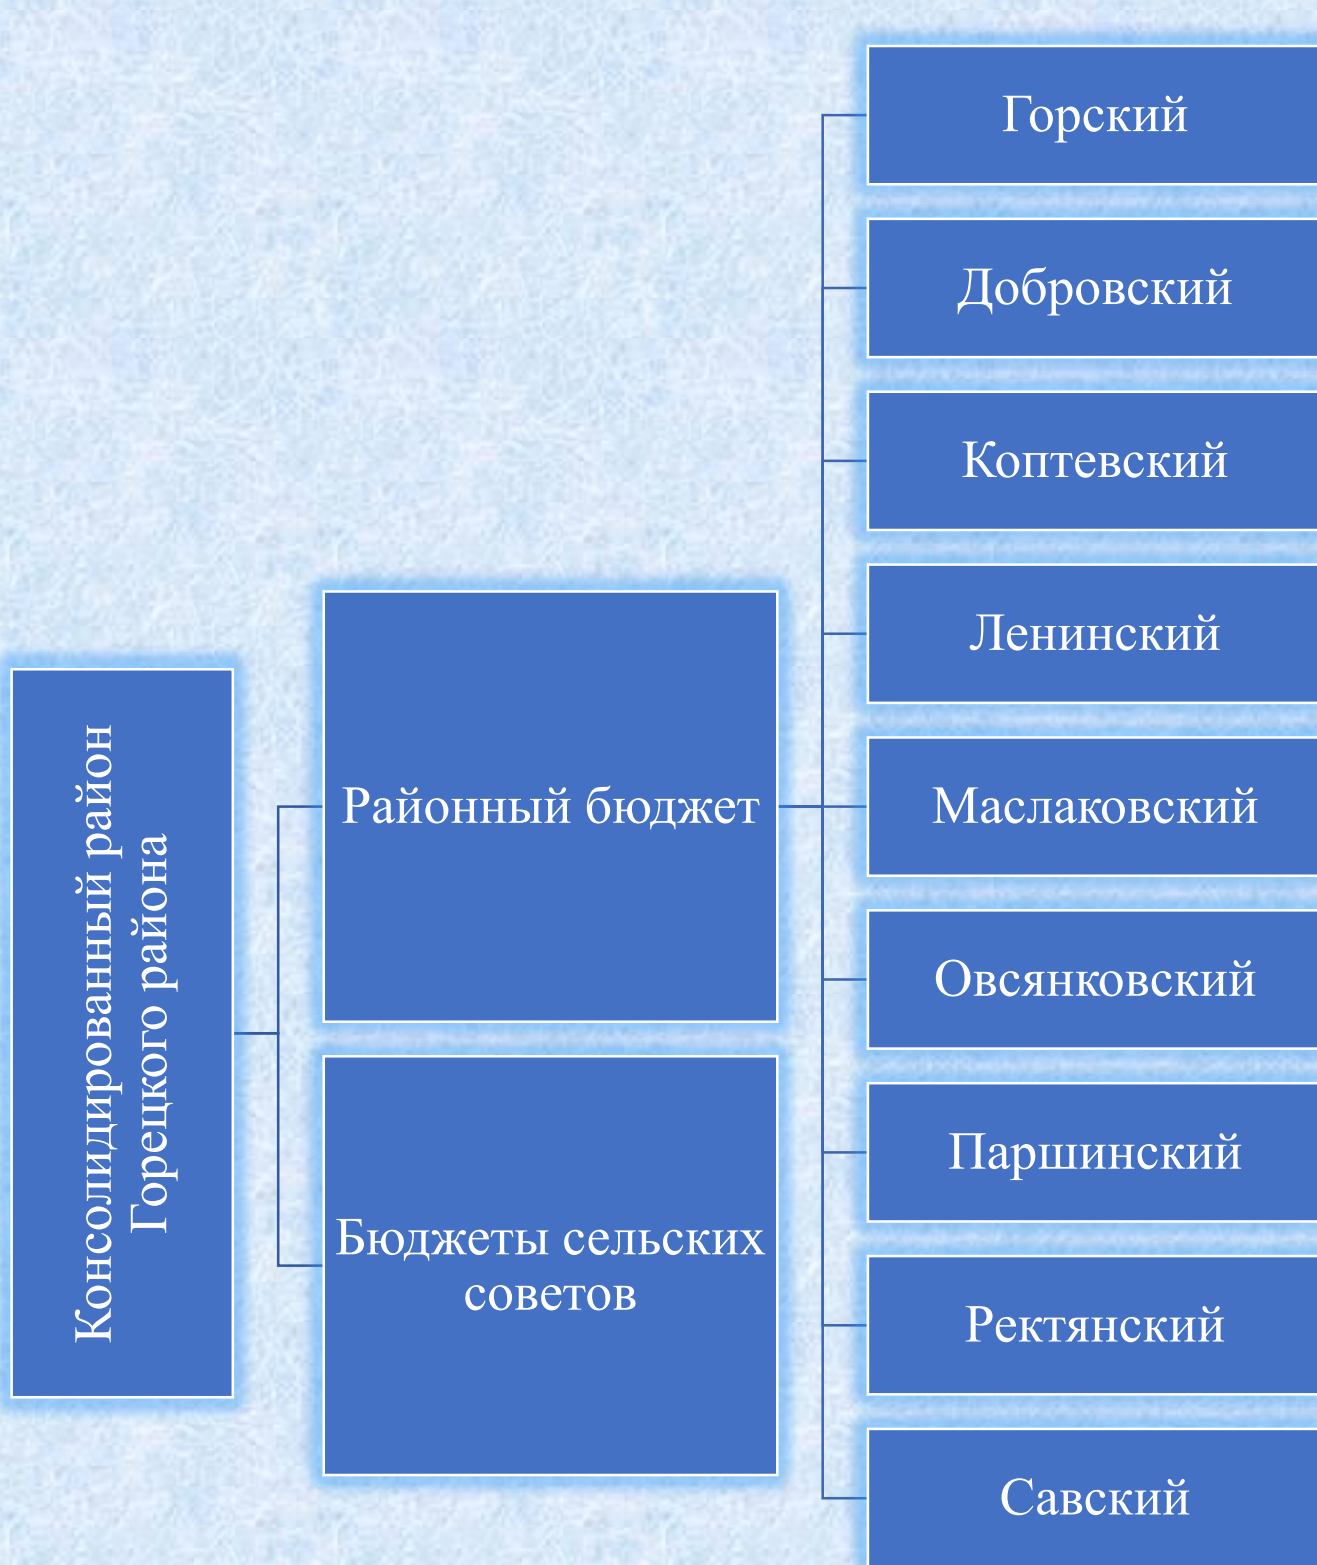 Консолидированный район
Горецкого района
Районный бюджет
Бюджеты сельских
советов
Горский
Добровский
Коптевский
Ленинский
Маслаковский
Овсянковский
Паршинский
Ректянский
Савский